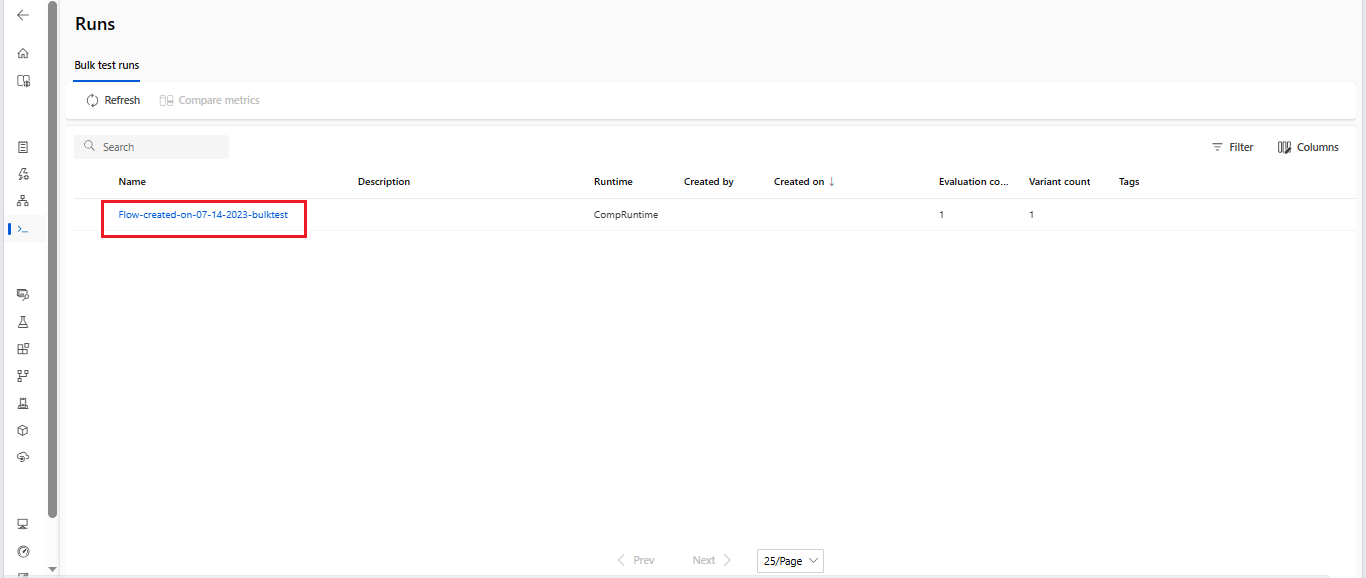 Runs
Bulk test runs
Refresh Compare metrics
Search Filter Columns
Name Description Runtime Created by Created on ↓ Evaluation co... Variant count Tags
Flow-created-on-07-14-2023-bulktest CompRuntime 1 1
Prev Next 25/Page